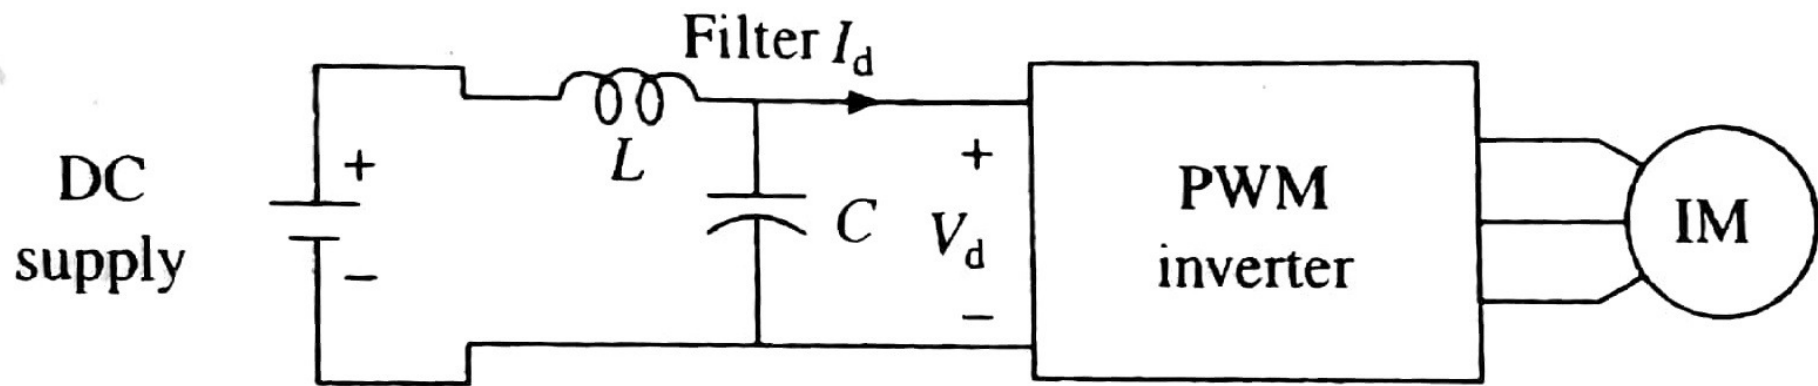 Filter I_d
DC
supply
+
−
L
C
+
V_d
−
PWM
inverter
IM